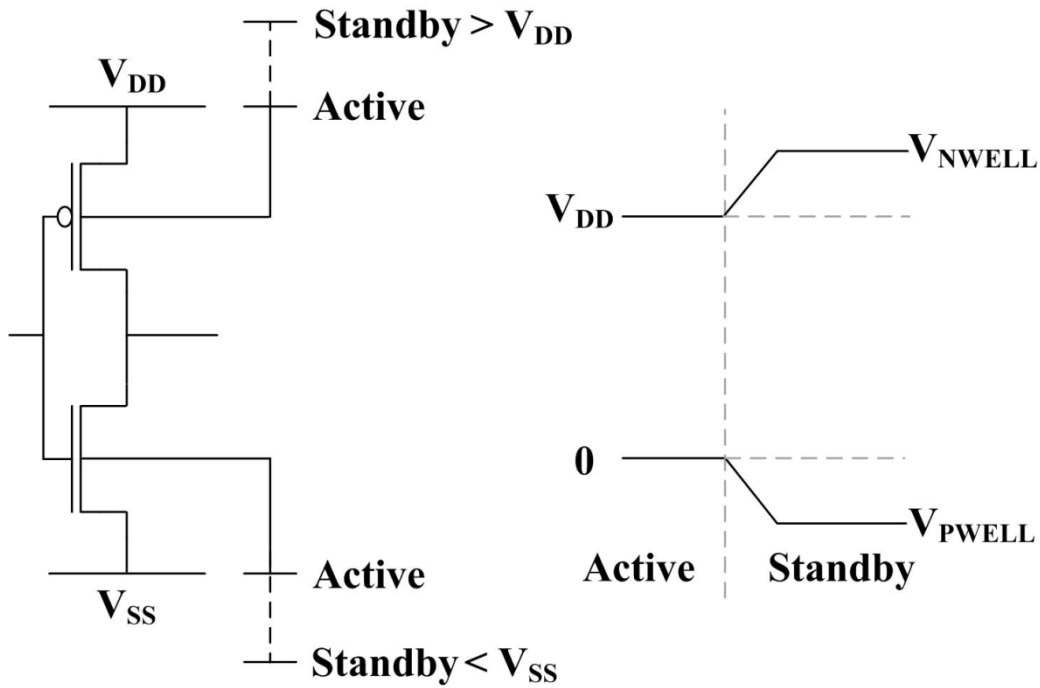 Standby > VDD
VDD
Active
VNWELL
VDD
0
VPWELL
Active
Active
Standby
VSS
Standby < VSS